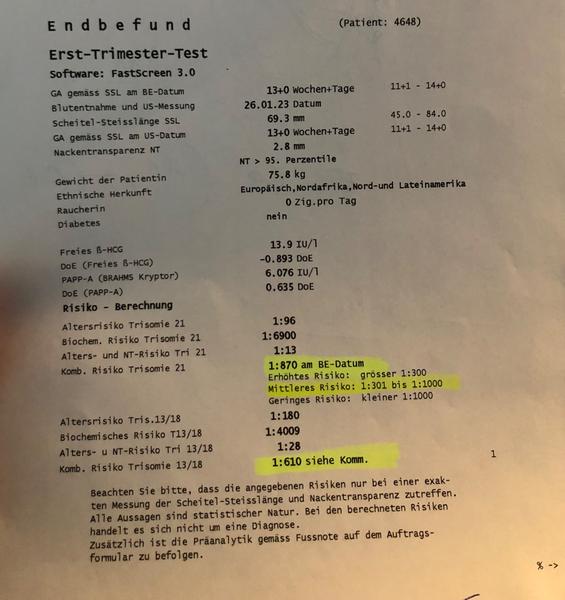 Endbefund (Patient: 4648)
Erst-Trimester-Test
Software: FastScreen 3.0
GA gemäss SSL am BE-Datum 13+0 Wochen+Tage 11+1 - 14+0
Blutentnahme und US-Messung 26.01.23 Datum
Scheitel-Steisslänge SSL 69.3 mm 45.0 - 84.0
GA gemäss SSL am US-Datum 13+0 Wochen+Tage 11+1 - 14+0
Nackentransparenz NT 2.8 mm
NT > 95. Perzentile
Gewicht der Patientin 75.8 kg
Ethnische Herkunft Europäisch,Nordafrika,Nord-und Lateinamerika
Raucherin 0 Zig.pro Tag
Diabetes nein
Freies ß-HCG 13.9 IU/l
DoE (Freies ß-HCG) -0.893 DoE
PAPP-A (BRAHMS Kryptor) 6.076 IU/l
DoE (PAPP-A) 0.635 DoE
Risiko - Berechnung
Altersrisiko Trisomie 21 1:96
Biochem. Risiko Trisomie 21 1:6900
Alters- und NT-Risiko Tri 21 1:13
Komb. Risiko Trisomie 21 1:870 am BE-Datum
Erhöhtes Risiko: grösser 1:300
Mittleres Risiko: 1:301 bis 1:1000
Geringes Risiko: kleiner 1:1000
Altersrisiko Tris.13/18 1:180
Biochemisches Risiko T13/18 1:4009
Alters- u NT-Risiko Tri 13/18 1:28
Komb. Risiko Trisomie 13/18 1:610 siehe Komm. 1
Beachten Sie bitte, dass die angegebenen Risiken nur bei einer exak-
ten Messung der Scheitel-Steisslänge und Nackentransparenz zutreffen.
Alle Aussagen sind statistischer Natur. Bei den berechneten Risiken
handelt es sich nicht um eine Diagnose.
Zusätzlich ist die Präanalytik gemäss Fussnote auf dem Auftrags-
formular zu befolgen.
% ->